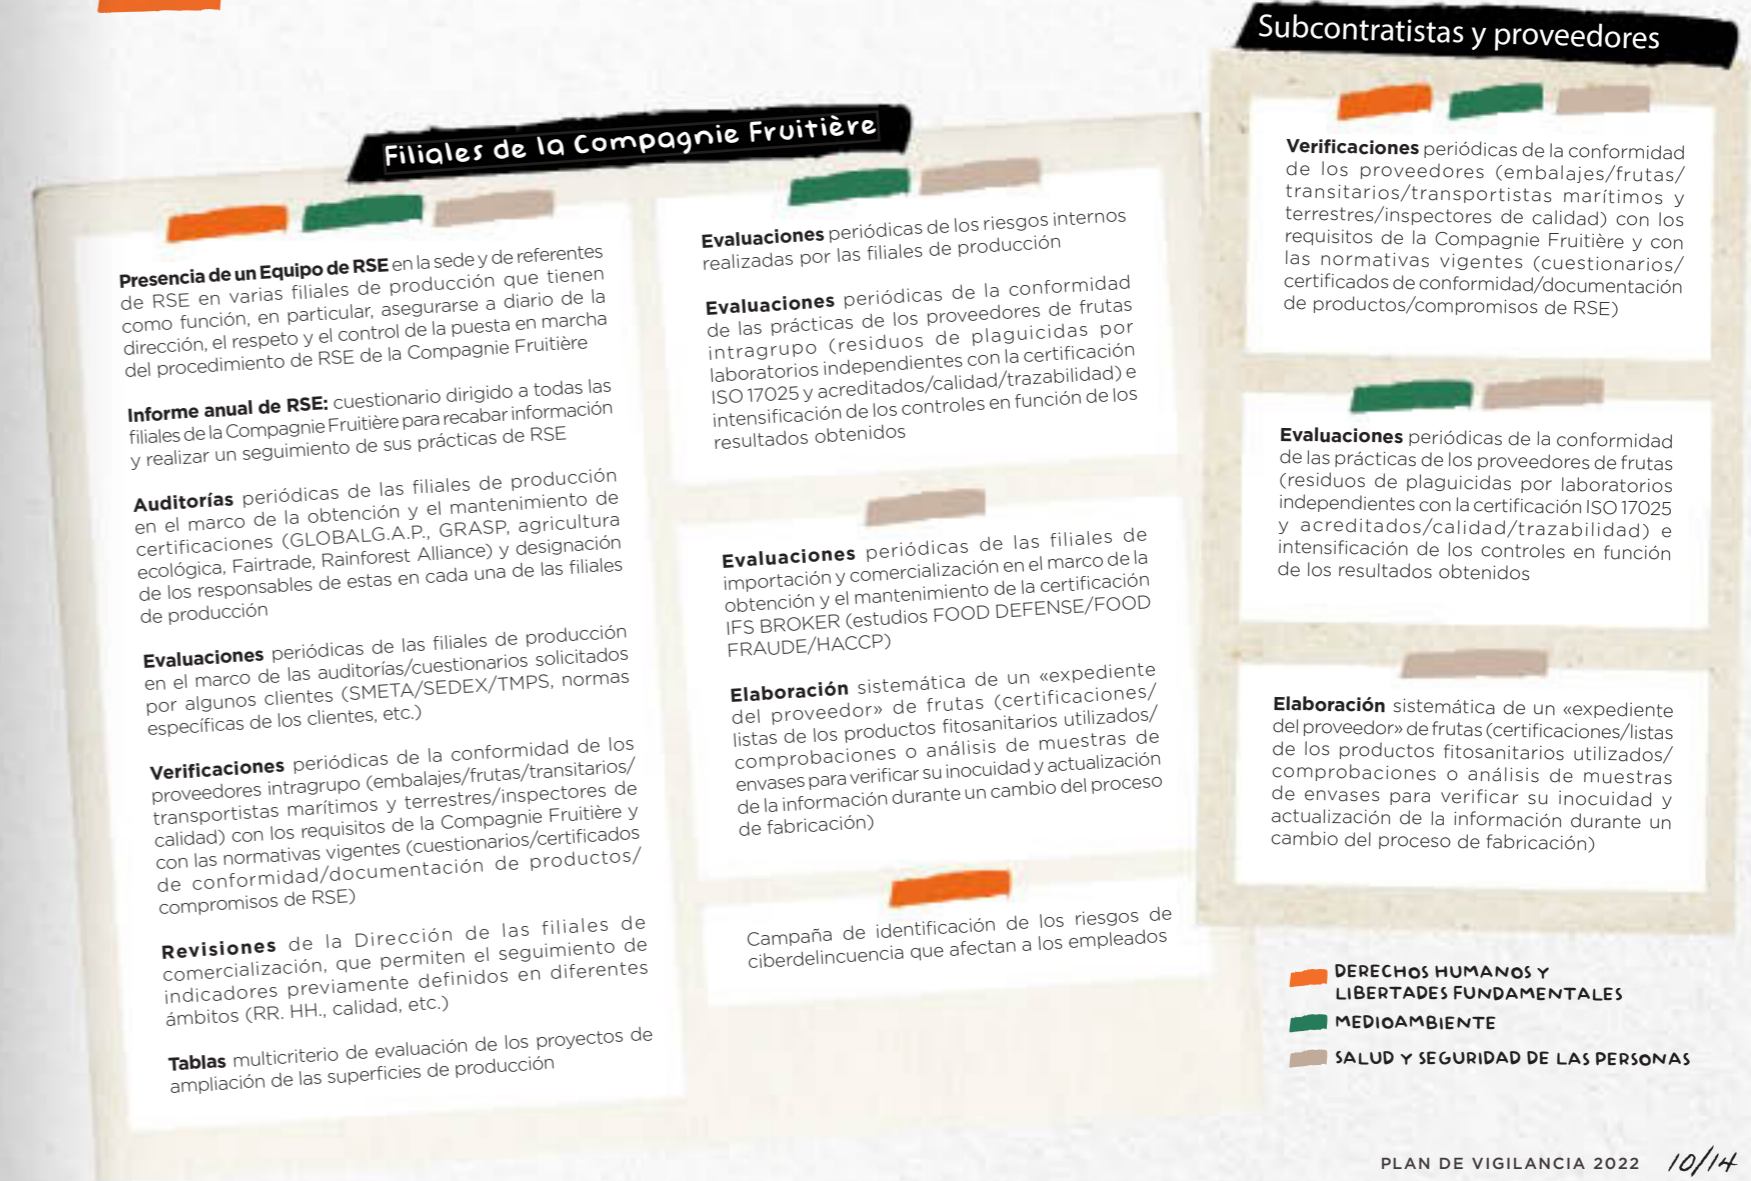 Filiales de la Compagnie Fruitière
Presencia de un Equipo de RSE en la sede y de referentes
de RSE en varias filiales de producción que tienen
como función, en particular, asegurarse a diario de la
dirección, el respeto y el control de la puesta en marcha
del procedimiento de RSE de la Compagnie Fruitière
Informe anual de RSE: cuestionario dirigido a todas las
filiales de la Compagnie Fruitière para recabar información
y realizar un seguimiento de sus prácticas de RSE
Auditorías periódicas de las filiales de producción
en el marco de la obtención y el mantenimiento de
certificaciones (GLOBALG.A.P., GRASP, agricultura
ecológica, Fairtrade, Rainforest Alliance) y designación
de los responsables de estas en cada una de las filiales
de producción
Evaluaciones periódicas de las filiales de producción
en el marco de las auditorías/cuestionarios solicitados
por algunos clientes (SMETA/SEDEX/TMPS, normas
específicas de los clientes, etc.)
Verificaciones periódicas de la conformidad de los
proveedores intragrupo (embalajes/frutas/transitarios/
transportistas marítimos y terrestres/inspectores de
calidad) con los requisitos de la Compagnie Fruitière y
con las normativas vigentes (cuestionarios/certificados
de conformidad/documentación de productos/
compromisos de RSE)
Revisiones de la Dirección de las filiales de
comercialización, que permiten el seguimiento de
indicadores previamente definidos en diferentes
ámbitos (RR. HH., calidad, etc.)
Tablas multicriterio de evaluación de los proyectos de
ampliación de las superficies de producción
Evaluaciones periódicas de los riesgos internos
realizadas por las filiales de producción
Evaluaciones periódicas de la conformidad
de las prácticas de los proveedores de frutas
intragrupo (residuos de plaguicidas por
laboratorios independientes con la certificación
ISO 17025 y acreditados/calidad/trazabilidad) e
intensificación de los controles en función de los
resultados obtenidos
Evaluaciones periódicas de las filiales de
importación y comercialización en el marco de la
obtención y el mantenimiento de la certificación
IFS BROKER (estudios FOOD DEFENSE/FOOD
FRAUDE/HACCP)
Elaboración sistemática de un «expediente
del proveedor» de frutas (certificaciones/
listas de los productos fitosanitarios utilizados/
comprobaciones o análisis de muestras de
envases para verificar su inocuidad y actualización
de la información durante un cambio del proceso
de fabricación)
Campaña de identificación de los riesgos de
ciberdelincuencia que afectan a los empleados
Subcontratistas y proveedores
Verificaciones periódicas de la conformidad
de los proveedores (embalajes/frutas/
transitarios/transportistas marítimos y
terrestres/inspectores de calidad) con los
requisitos de la Compagnie Fruitière y con
las normativas vigentes (cuestionarios/
certificados de conformidad/documentación
de productos/compromisos de RSE)
Evaluaciones periódicas de la conformidad
de las prácticas de los proveedores de frutas
(residuos de plaguicidas por laboratorios
independientes con la certificación ISO 17025
y acreditados/calidad/trazabilidad) e
intensificación de los controles en función
de los resultados obtenidos
Elaboración sistemática de un «expediente
del proveedor» de frutas (certificaciones/listas
de los productos fitosanitarios utilizados/
comprobaciones o análisis de muestras
de envases para verificar su inocuidad y
actualización de la información durante un
cambio del proceso de fabricación)
DERECHOS HUMANOS Y
LIBERTADES FUNDAMENTALES
MEDIOAMBIENTE
SALUD Y SEGURIDAD DE LAS PERSONAS
PLAN DE VIGILANCIA 2022 10/14